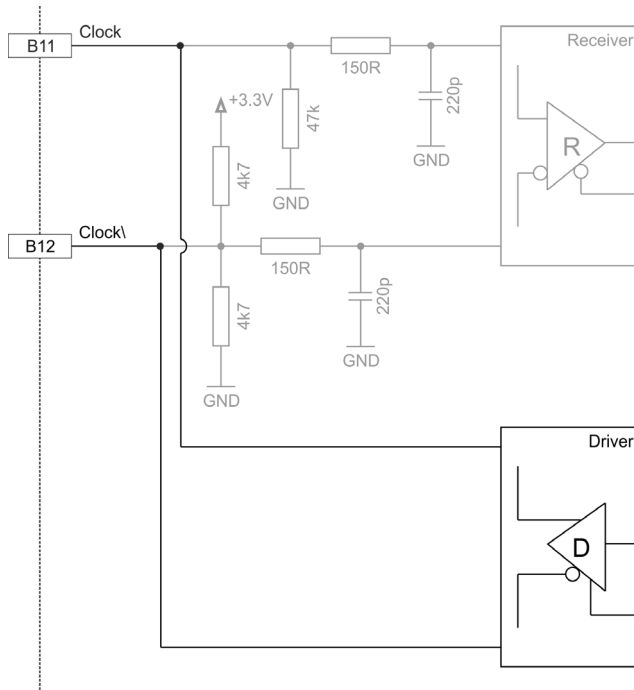 B11
Clock
Receiver
150R
+3.3V
47k
220p
GND
R
4k7
GND
B12
Clock\
150R
4k7
220p
GND
GND
Driver
D